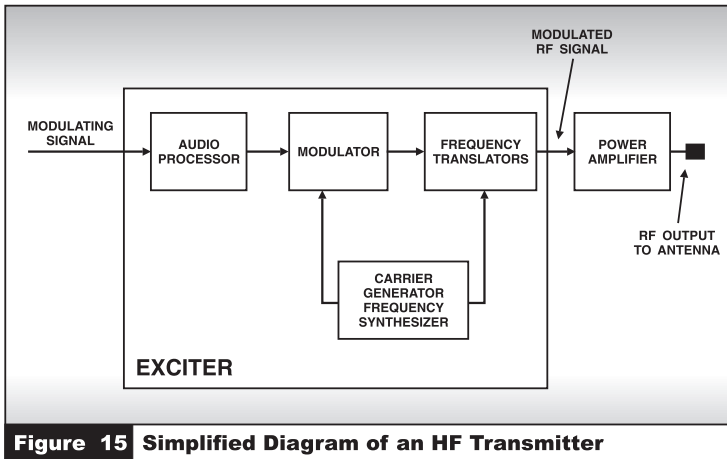 MODULATED
RF SIGNAL
MODULATING
SIGNAL
AUDIO
PROCESSOR
MODULATOR
FREQUENCY
TRANSLATORS
POWER
AMPLIFIER
RF OUTPUT
TO ANTENNA
CARRIER
GENERATOR
FREQUENCY
SYNTHESIZER
EXCITER
Figure 15 Simplified Diagram of an HF Transmitter